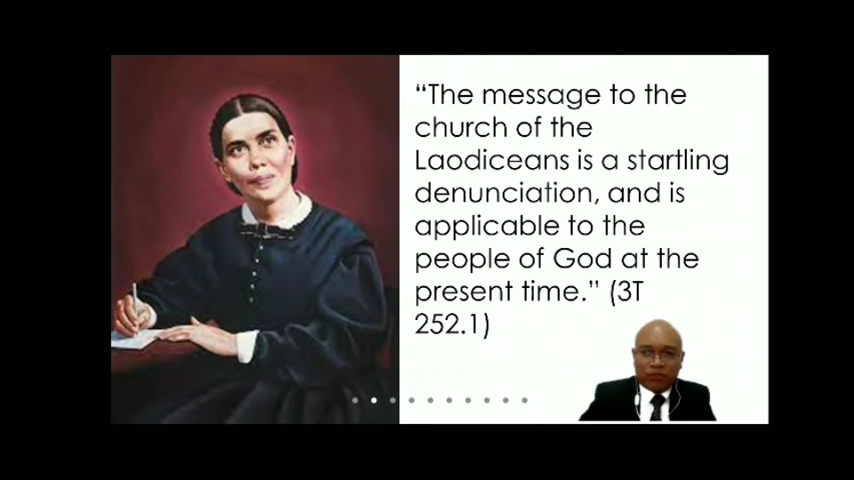 “The message to the
church of the
Laodiceans is a startling
denunciation, and is
applicable to the
people of God at the
present time.” (3T
252.1)